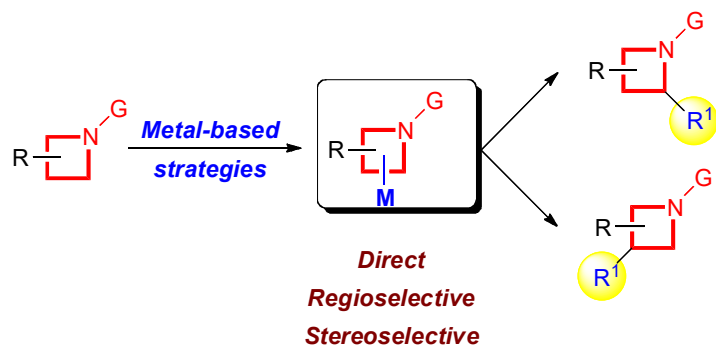 R
N
G
Metal-based
strategies
R
N
G
M
Direct
Regioselective
Stereoselective
R
N
G
R¹
R
N
G
R¹